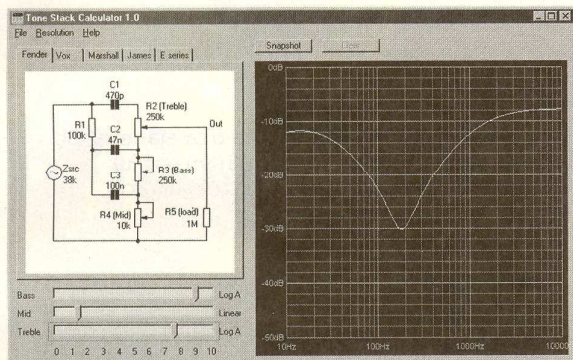 Tone Stack Calculator 1.0
File Resolution Help
Fender Vox Marshall James E series
Snapshot
C1
470p
R2 (Treble)
250k
Out
R1
100k
C2
47n
R3 (Bass)
250k
Zsrc
38k
C3
100n
R4 (Mid)
10k
R5 (load)
1M
Bass Log A
Mid Linear
Treble Log A
0 1 2 3 4 5 6 7 8 9 10
0dB
-10dB
-20dB
-30dB
-40dB
-50dB
10Hz 100Hz 1000Hz 10000